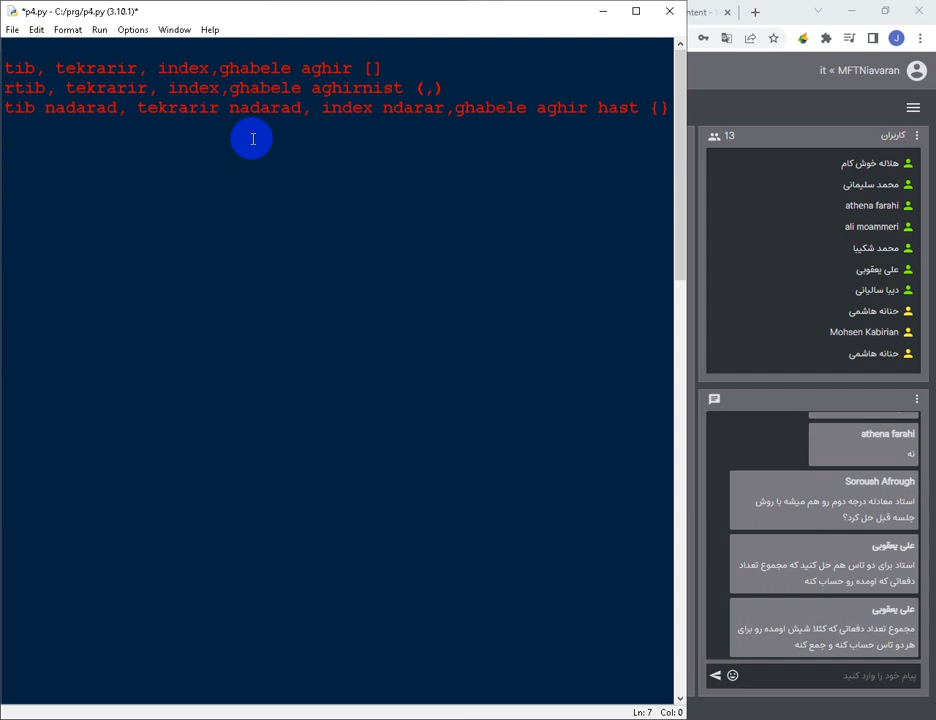 *p4.py - C:/prg/p4.py (3.10.1)*
File Edit Format Run Options Window Help
tib, tekrarir, index,ghabele aghir []
rtib, tekrarir, index,ghabele aghirnist (,)
tib nadarad, tekrarir nadarad, index ndarar,ghabele aghir hast {}
Ln: 7 Col: 0
ntent -
it « MFTNiavaran
13
کاربران
هلاله خوش کام
محمد سلیمانی
athena farahi
ali moammeri
محمد شکیبا
علی یعقوبی
دیبا سالیانی
حنانه هاشمی
Mohsen Kabirian
حنانه هاشمی
athena farahi
نه
Soroush Afrough
استاد معادله درجه دوم رو هم میشه با روش
جلسه قبل حل کرد؟
علی یعقوبی
استاد برای دو تاس هم حل کنید که مجموع تعداد
دفعاتی که اومده رو حساب کنه
علی یعقوبی
مجموع تعداد دفعاتی که کثلا شیش اومده رو برای
هر دو تاس حساب کنه و جمع کنه
پیام خود را وارد کنید